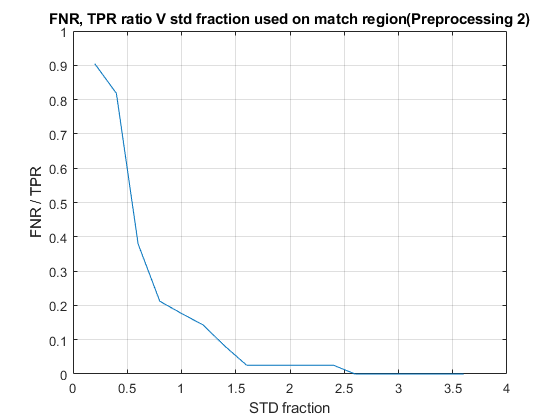 FNR, TPR ratio V std fraction used on match region(Preprocessing 2)
1
0.9
0.8
0.7
0.6
0.5
0.4
0.3
0.2
0.1
0
FNR / TPR
0 0.5 1 1.5 2 2.5 3 3.5 4
STD fraction